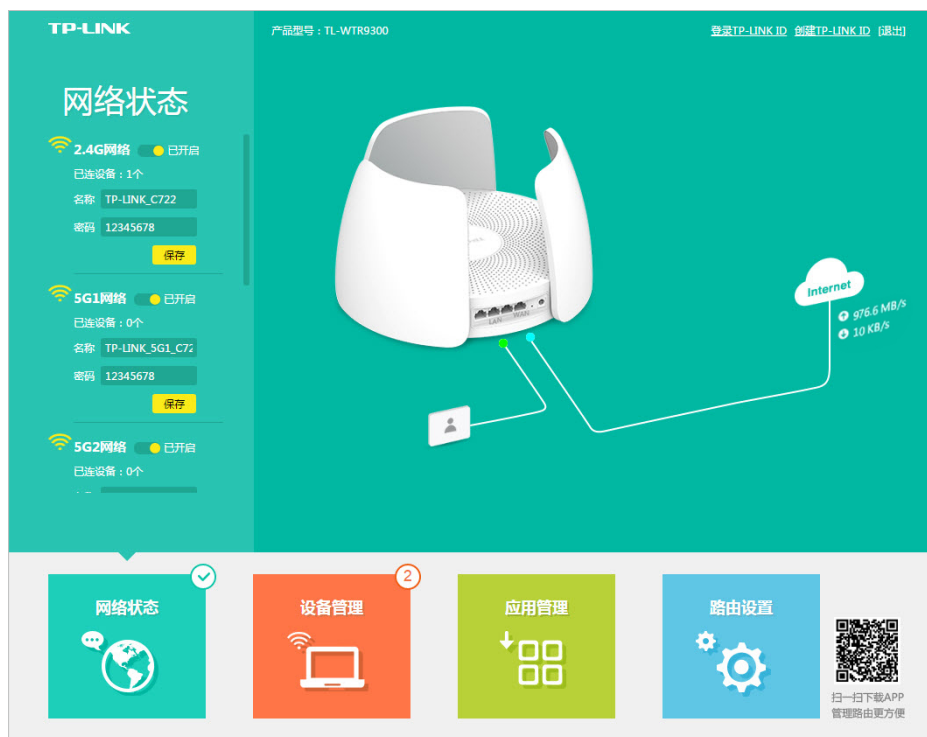 TP-LINK
产品型号：TL-WTR9300
登录TP-LINK ID 创建TP-LINK ID [退出]
网络状态
2.4G网络 已开启
已连设备：1个
名称 TP-LINK_C722
密码 12345678
保存
5G1网络 已开启
已连设备：0个
名称 TP-LINK_5G1_C72
密码 12345678
保存
5G2网络 已开启
已连设备：0个
LAN WAN
Internet
976.6 MB/s
10 KB/s
网络状态
设备管理
2
应用管理
路由设置
扫一扫下载APP
管理路由更方便